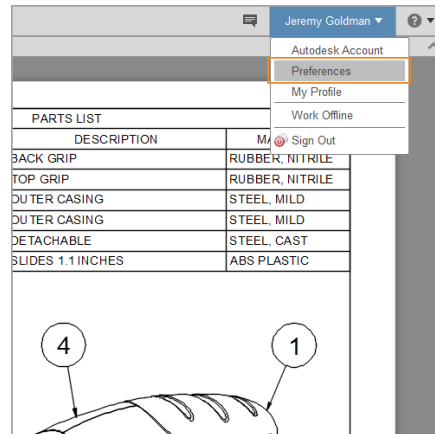 Jeremy Goldman
?
Autodesk Account
Preferences
My Profile
Work Offline
Sign Out
PARTS LIST
DESCRIPTION MA
BACK GRIP RUBBER, NITRILE
TOP GRIP RUBBER, NITRILE
OUTER CASING STEEL, MILD
OUTER CASING STEEL, MILD
DETACHABLE STEEL, CAST
SLIDES 1.1 INCHES ABS PLASTIC
4 1